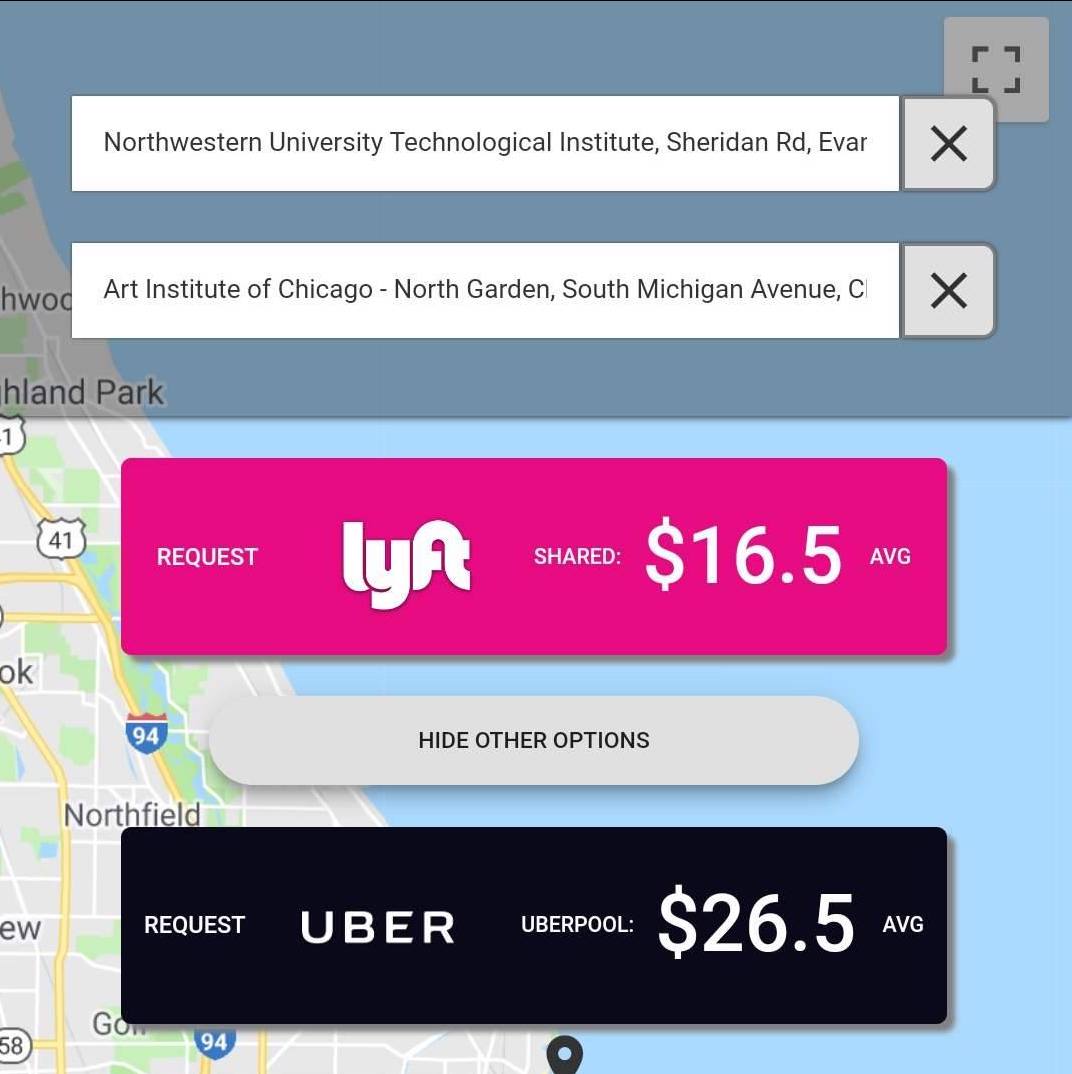 Northwestern University Technological Institute, Sheridan Rd, Evan
Art Institute of Chicago - North Garden, South Michigan Avenue, C
hwoo
hland Park
41
REQUEST lyft SHARED: $16.5 AVG
ok
94
HIDE OTHER OPTIONS
Northfield
REQUEST UBER UBERPOOL: $26.5 AVG
ew
Golf
94
58